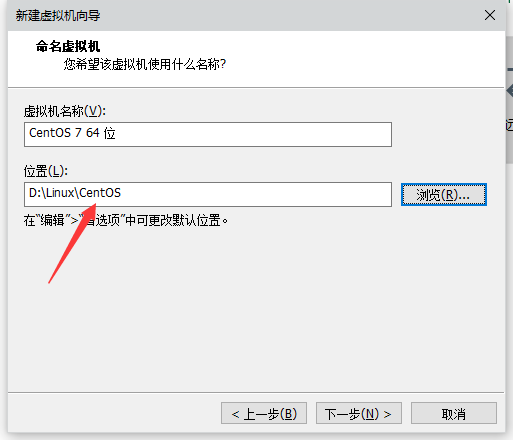 新建虚拟机向导
命名虚拟机
您希望该虚拟机使用什么名称?
虚拟机名称(V):
CentOS 7 64 位
位置(L):
D:\Linux\CentOS
浏览(R)...
在“编辑”>“首选项”中可更改默认位置。
< 上一步(B)
下一步(N) >
取消